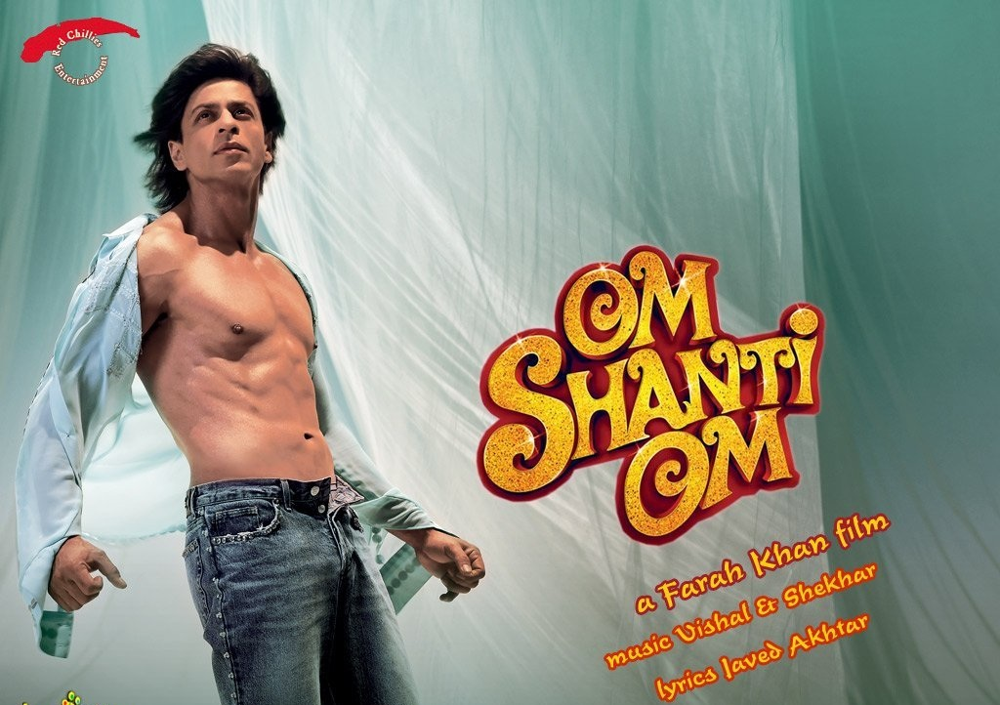 Red Chillies
Entertainment
OM
SHANTI
OM
a Farah Khan film
music Vishal & Shekhar
lyrics Javed Akhtar